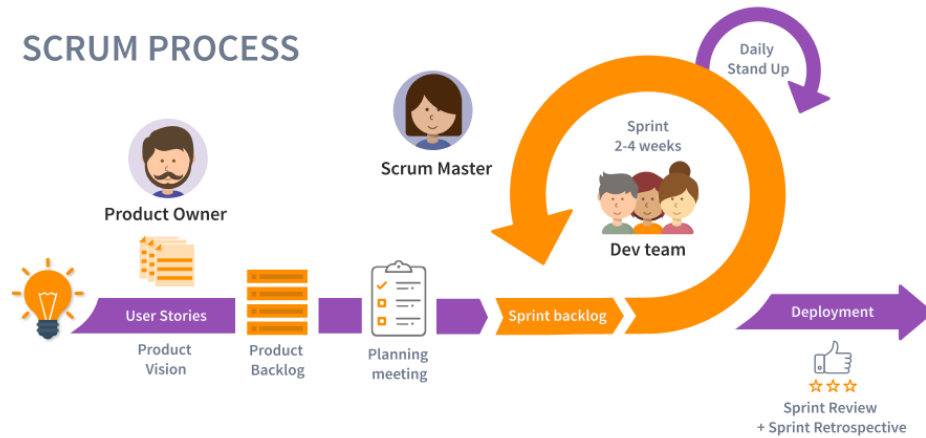 SCRUM PROCESS
Daily
Stand Up
Sprint
2-4 weeks
Scrum Master
Product Owner
Dev team
User Stories
Sprint backlog
Deployment
Product
Vision
Product
Backlog
Planning
meeting
Sprint Review
+ Sprint Retrospective